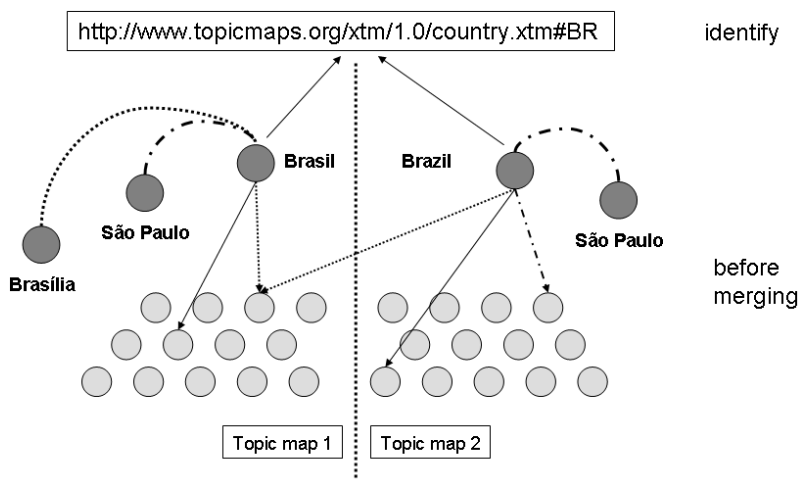 http://www.topicmaps.org/xtm/1.0/country.xtm#BR
identify
Brasil
Brazil
São Paulo
São Paulo
Brasília
before
merging
Topic map 1
Topic map 2